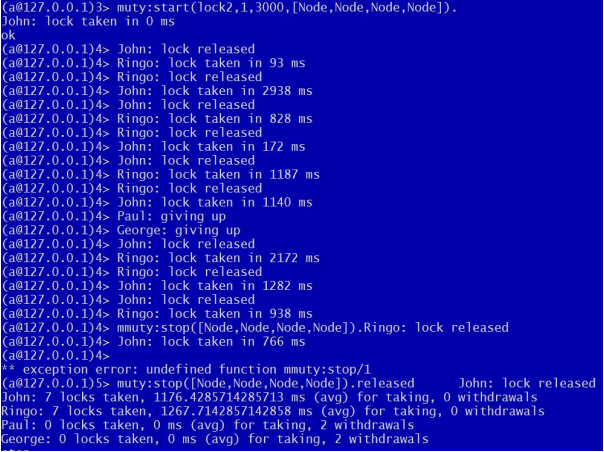 (a@127.0.0.1)3> muty:start(lock2,1,3000,[Node,Node,Node,Node]).
John: lock taken in 0 ms
ok
(a@127.0.0.1)4> John: lock released
(a@127.0.0.1)4> Ringo: lock taken in 93 ms
(a@127.0.0.1)4> Ringo: lock released
(a@127.0.0.1)4> John: lock taken in 2938 ms
(a@127.0.0.1)4> John: lock released
(a@127.0.0.1)4> Ringo: lock taken in 828 ms
(a@127.0.0.1)4> Ringo: lock released
(a@127.0.0.1)4> John: lock taken in 172 ms
(a@127.0.0.1)4> John: lock released
(a@127.0.0.1)4> Ringo: lock taken in 1187 ms
(a@127.0.0.1)4> Ringo: lock released
(a@127.0.0.1)4> John: lock taken in 1140 ms
(a@127.0.0.1)4> Paul: giving up
(a@127.0.0.1)4> George: giving up
(a@127.0.0.1)4> John: lock released
(a@127.0.0.1)4> Ringo: lock taken in 2172 ms
(a@127.0.0.1)4> Ringo: lock released
(a@127.0.0.1)4> John: lock taken in 1282 ms
(a@127.0.0.1)4> John: lock released
(a@127.0.0.1)4> Ringo: lock taken in 938 ms
(a@127.0.0.1)4> mmuty:stop([Node,Node,Node,Node]).Ringo: lock released
(a@127.0.0.1)4> John: lock taken in 766 ms
(a@127.0.0.1)4>
** exception error: undefined function mmuty:stop/1
(a@127.0.0.1)5> muty:stop([Node,Node,Node,Node]).released John: lock released
John: 7 locks taken, 1176.4285714285713 ms (avg) for taking, 0 withdrawals
Ringo: 7 locks taken, 1267.7142857142858 ms (avg) for taking, 0 withdrawals
Paul: 0 locks taken, 0 ms (avg) for taking, 2 withdrawals
George: 0 locks taken, 0 ms (avg) for taking, 2 withdrawals